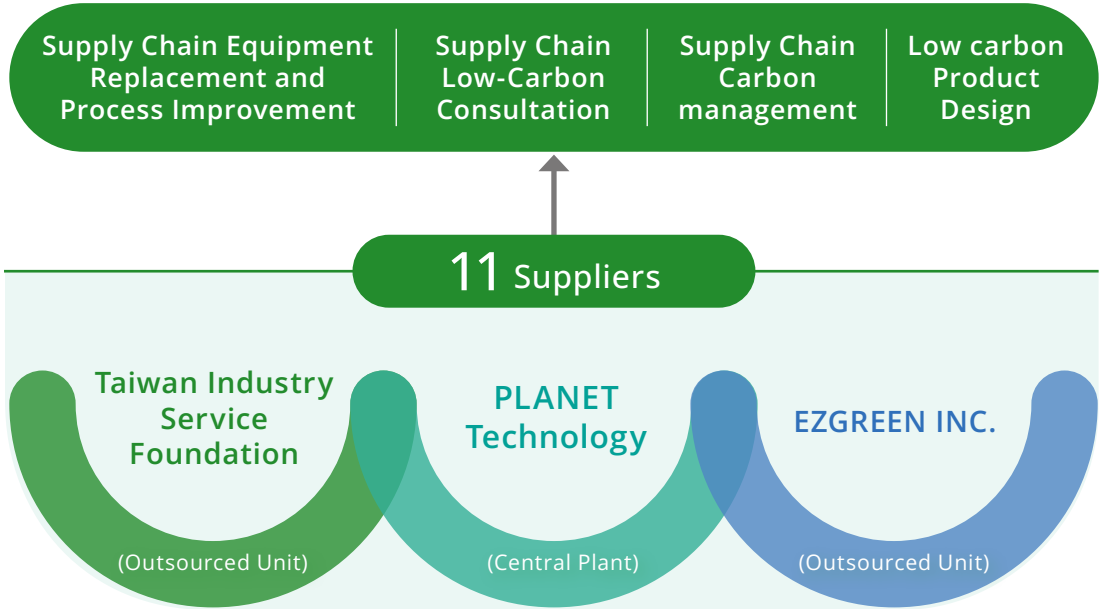 Supply Chain Equipment
Replacement and
Process Improvement
Supply Chain
Low-Carbon
Consultation
Supply Chain
Carbon
management
Low carbon
Product
Design
11 Suppliers
Taiwan Industry
Service
Foundation
(Outsourced Unit)
PLANET
Technology
(Central Plant)
EZGREEN INC.
(Outsourced Unit)